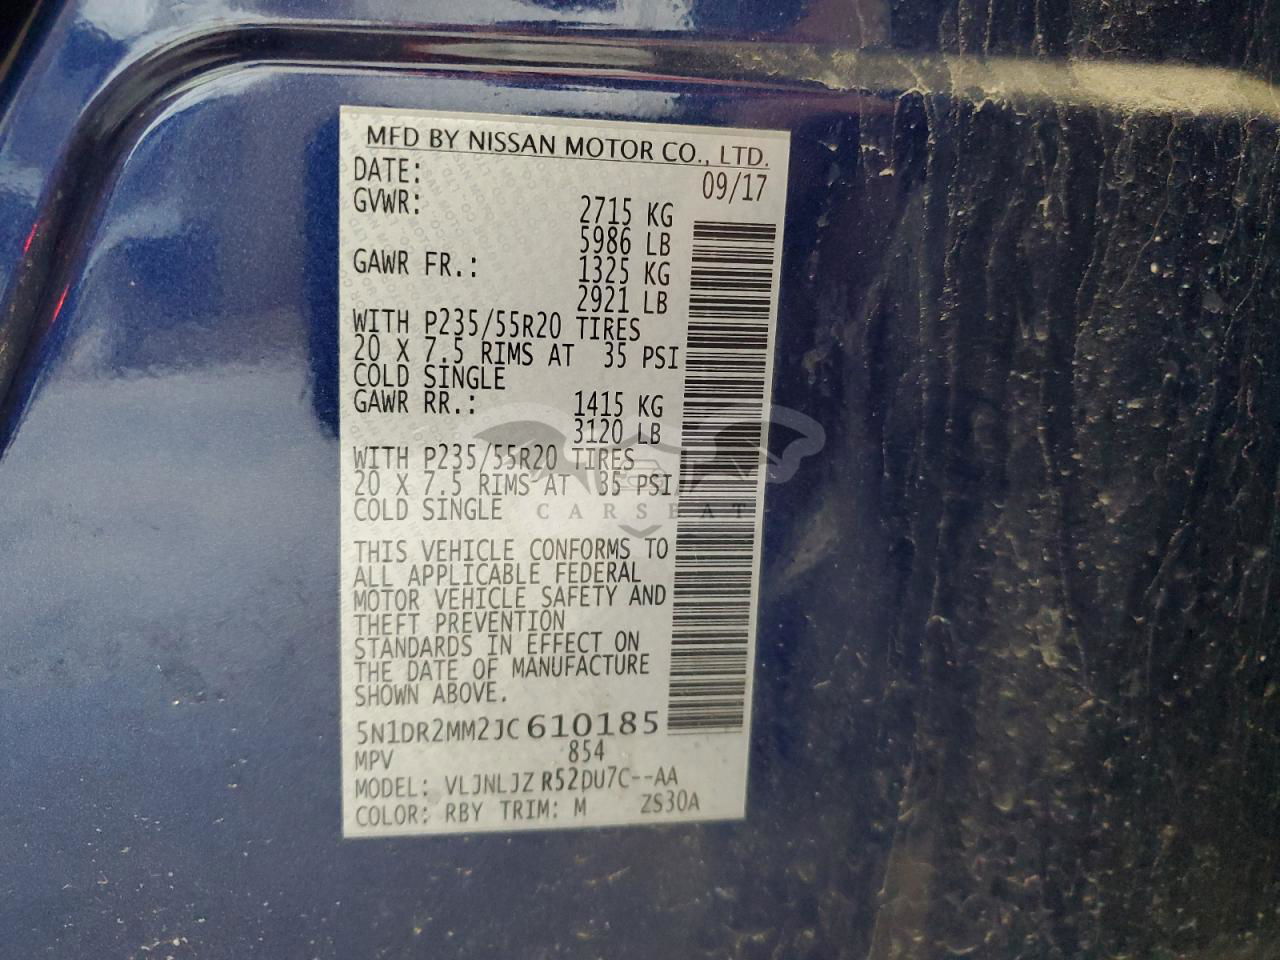 MFD BY NISSAN MOTOR CO., LTD.
DATE: 09/17
GVWR: 2715 KG
5986 LB
GAWR FR.: 1325 KG
2921 LB
WITH P235/55R20 TIRES
20 X 7.5 RIMS AT 35 PSI
COLD SINGLE
GAWR RR.: 1415 KG
3120 LB
WITH P235/55R20 TIRES
20 X 7.5 RIMS AT 35 PSI
COLD SINGLE
CARSBAT
THIS VEHICLE CONFORMS TO
ALL APPLICABLE FEDERAL
MOTOR VEHICLE SAFETY AND
THEFT PREVENTION
STANDARDS IN EFFECT ON
THE DATE OF MANUFACTURE
SHOWN ABOVE.
5N1DR2MM2JC610185
MPV 854
MODEL: VLJNLJZ R52DU7C--AA
COLOR: RBY TRIM: M ZS30A